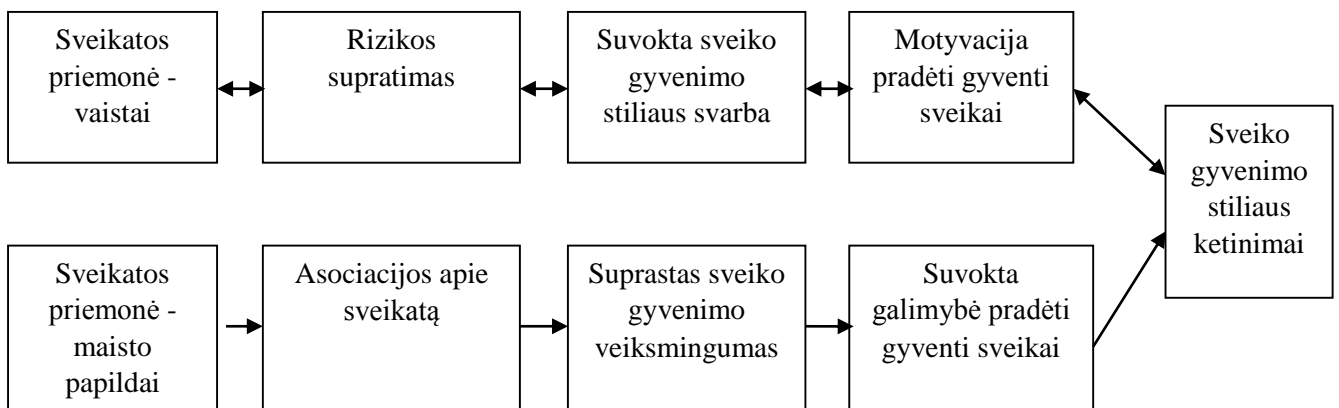 Sveikatos
priemonė -
vaistai
Rizikos
supratimas
Suvokta sveiko
gyvenimo
stiliaus svarba
Motyvacija
pradėti gyventi
sveikai
Sveiko
gyvenimo
stiliaus
ketinimai
Sveikatos
priemonė -
maisto
papildai
Asociacijos apie
sveikatą
Suprastas sveiko
gyvenimo
veiksmingumas
Suvokta
galimybė pradėti
gyventi sveikai